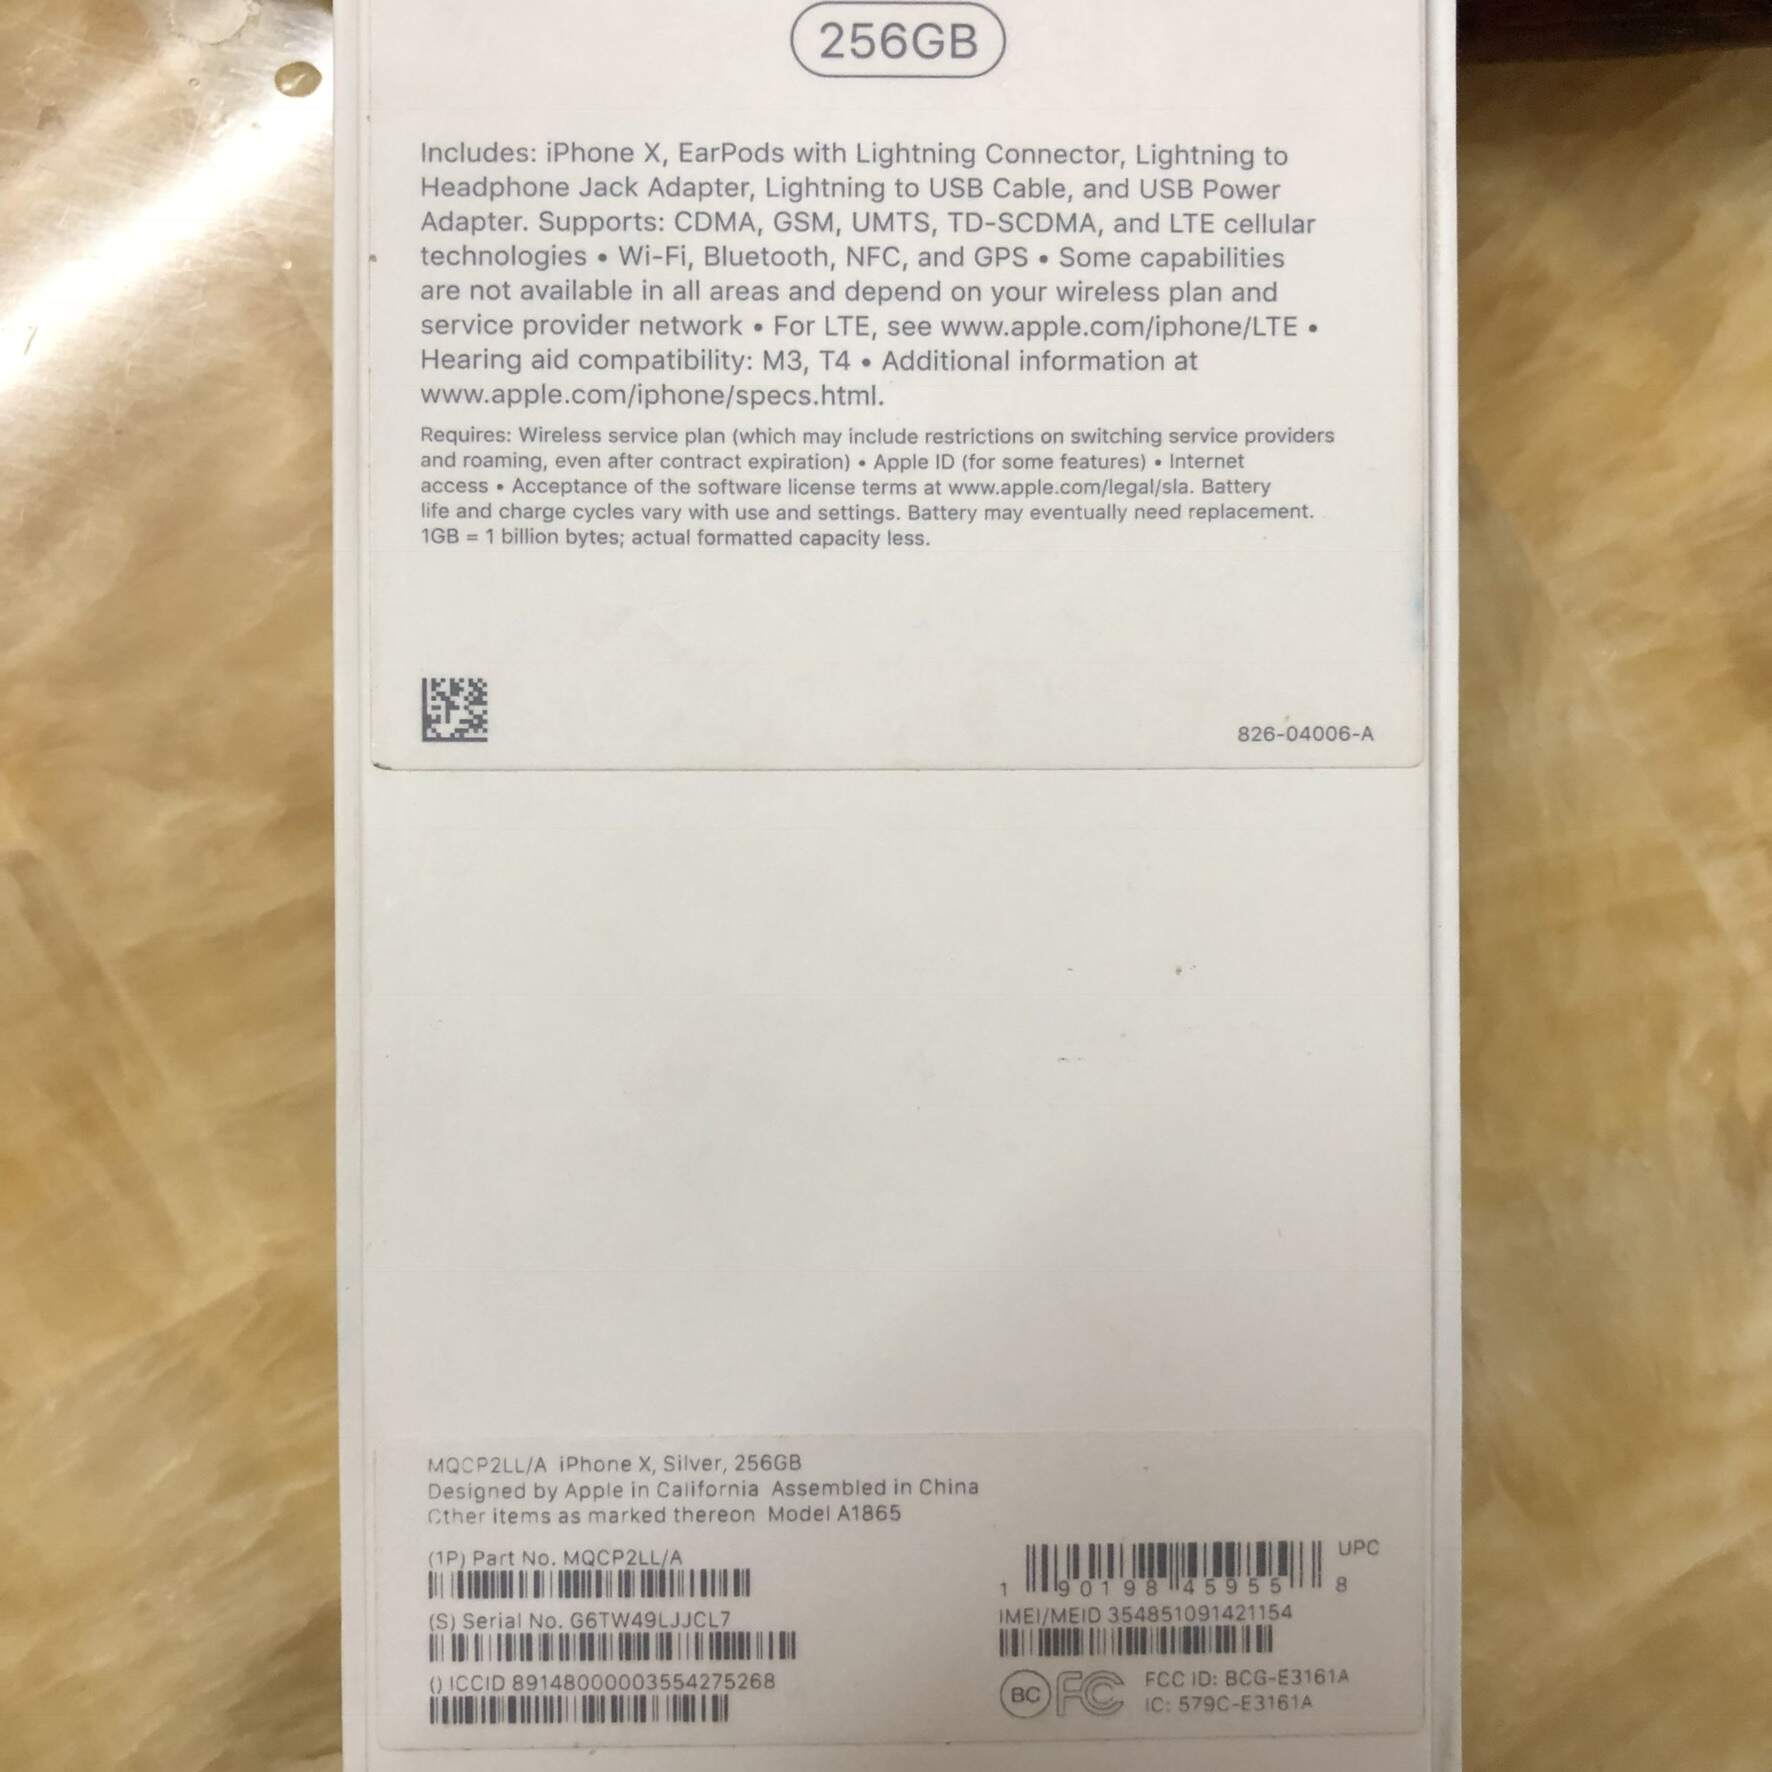 256GB
Includes: iPhone X, EarPods with Lightning Connector, Lightning to
Headphone Jack Adapter, Lightning to USB Cable, and USB Power
Adapter. Supports: CDMA, GSM, UMTS, TD-SCDMA, and LTE cellular
technologies • Wi-Fi, Bluetooth, NFC, and GPS • Some capabilities
are not available in all areas and depend on your wireless plan and
service provider network • For LTE, see www.apple.com/iphone/LTE •
Hearing aid compatibility: M3, T4 • Additional information at
www.apple.com/iphone/specs.html.
Requires: Wireless service plan (which may include restrictions on switching service providers
and roaming, even after contract expiration) • Apple ID (for some features) • Internet
access • Acceptance of the software license terms at www.apple.com/legal/sla. Battery
life and charge cycles vary with use and settings. Battery may eventually need replacement.
1GB = 1 billion bytes; actual formatted capacity less.
826-04006-A
MQCP2LL/A iPhone X, Silver, 256GB
Designed by Apple in California Assembled in China
Other items as marked thereon Model A1865
(1P) Part No. MQCP2LL/A
(S) Serial No. G6TW49LJJCL7
() ICCID 89148000003554275268
UPC
1 90198 45955 8
IMEI/MEID 354851091421154
BC FC FCC ID: BCG-E3161A
IC: 579C-E3161A